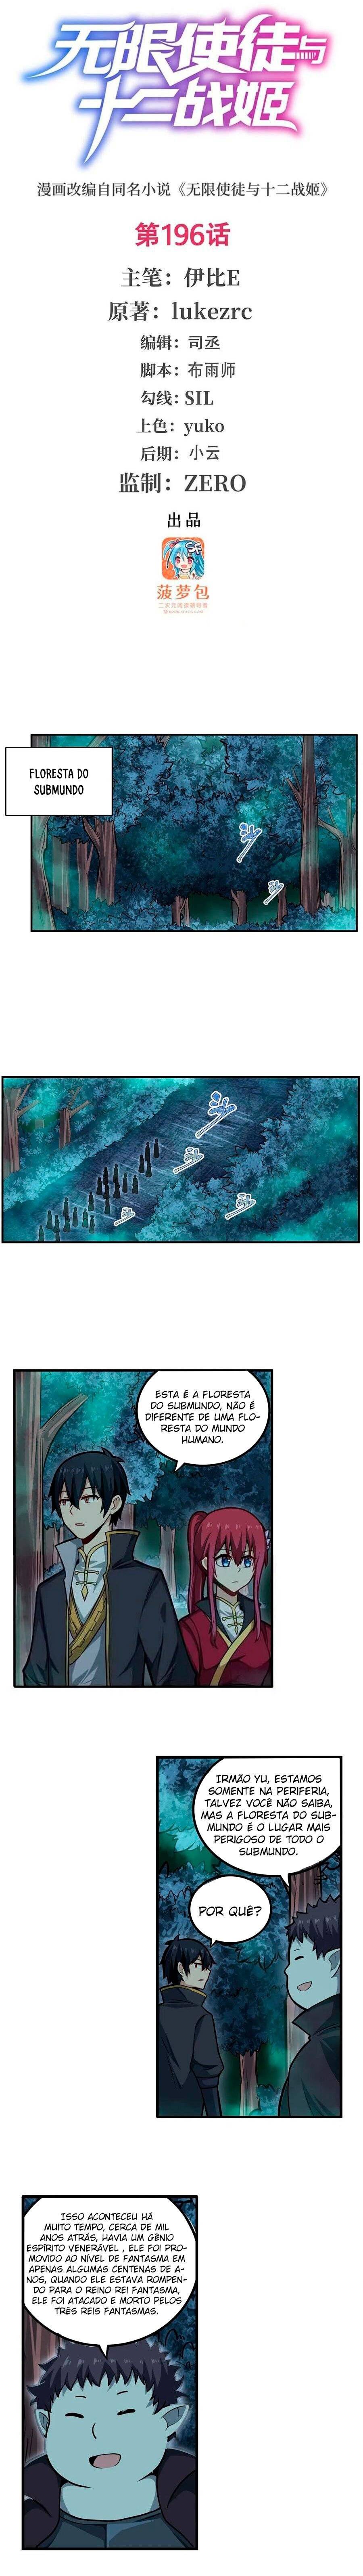 无限使徒与
十二战姬
漫画改编自同名小说《无限使徒与十二战姬》
第196话
主笔：伊比E
原著：lukezrc
编辑：司丞
脚本：布雨师
勾线：SIL
上色：yuko
后期：小云
监制：ZERO
出品
菠萝包
FLORESTA DO
SUBMUNDO
ESTA É A FLORESTA
DO SUBMUNDO, NÃO É
DIFERENTE DE UMA FLO-
RESTA DO MUNDO
HUMANO.
IRMÃO YU, ESTAMOS
SOMENTE NA PERIFERIA,
TALVEZ VOCÊ NÃO SAIBA,
MAS A FLORESTA DO SUB-
MUNDO É O LUGAR MAIS
PERIGOSO DE TODO O
SUBMUNDO.
POR QUÊ?
ISSO ACONTECEU HÁ
MUITO TEMPO, CERCA DE MIL
ANOS ATRÁS, HAVIA UM GÊNIO
ESPÍRITO VENERÁVEL , ELE FOI PRO-
MOVIDO AO NÍVEL DE FANTASMA EM
APENAS ALGUMAS CENTENAS DE A-
NOS, QUANDO ELE ESTAVA ROMPEN-
DO PARA O REINO REI FANTASMA,
ELE FOI ATACADO E MORTO PELOS
TRÊS REIS FANTASMAS.